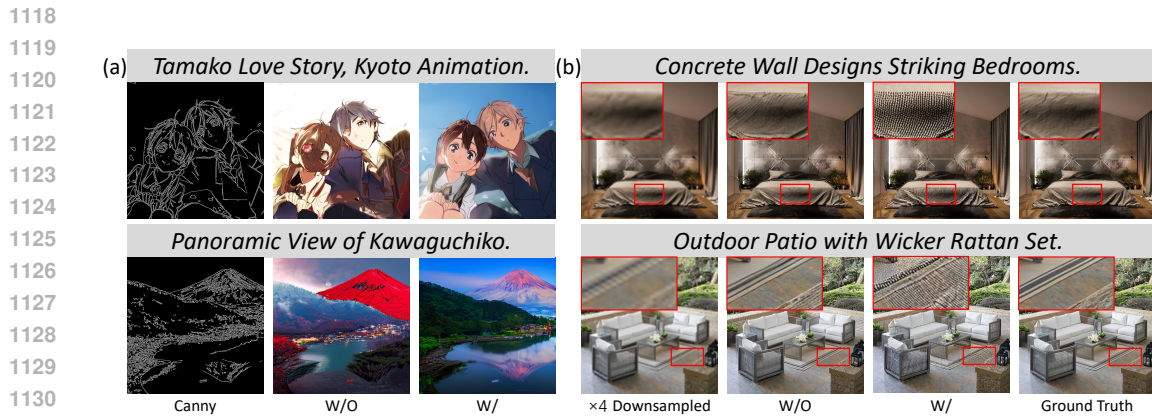 1118
1119
1120
1121
1122
1123
1124
1125
1126
1127
1128
1129
1130
(a) Tamako Love Story, Kyoto Animation.
Panoramic View of Kawaguchiko.
Canny W/O W/
(b) Concrete Wall Designs Striking Bedrooms.
Outdoor Patio with Wicker Rattan Set.
×4 Downsampled W/O W/ Ground Truth